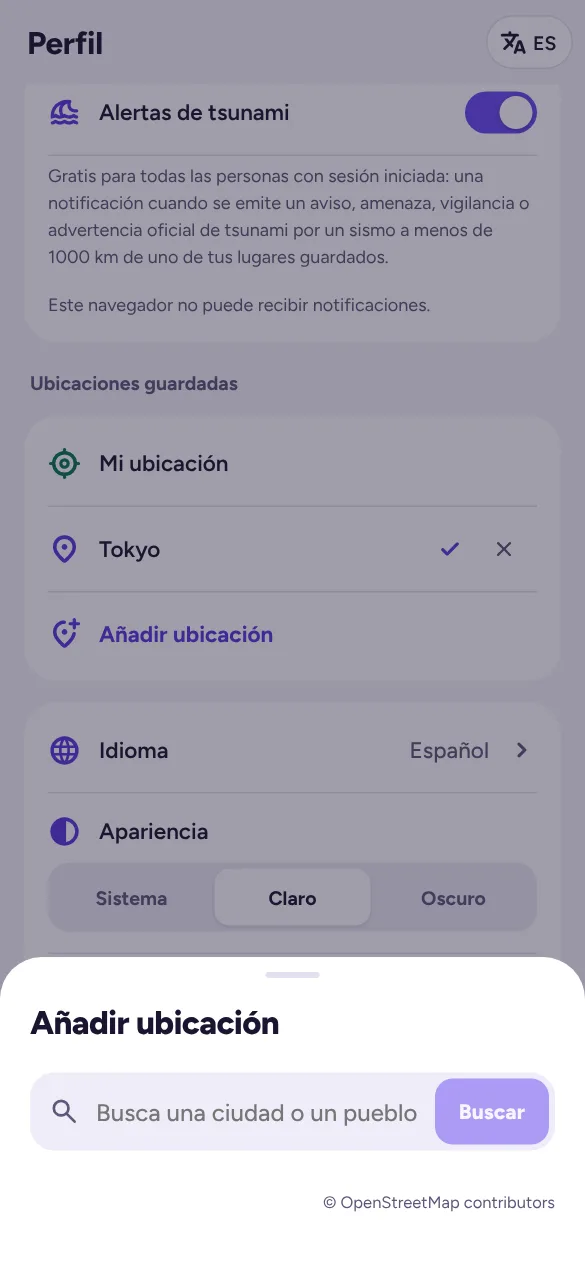 Perfil
ES
Alertas de tsunami
Gratis para todas las personas con sesión iniciada: una
notificación cuando se emite un aviso, amenaza, vigilancia o
advertencia oficial de tsunami por un sismo a menos de
1000 km de uno de tus lugares guardados.
Este navegador no puede recibir notificaciones.
Ubicaciones guardadas
Mi ubicación
Tokyo
Añadir ubicación
Idioma Español
Apariencia
Sistema Claro Oscuro
Añadir ubicación
Busca una ciudad o un pueblo Buscar
© OpenStreetMap contributors